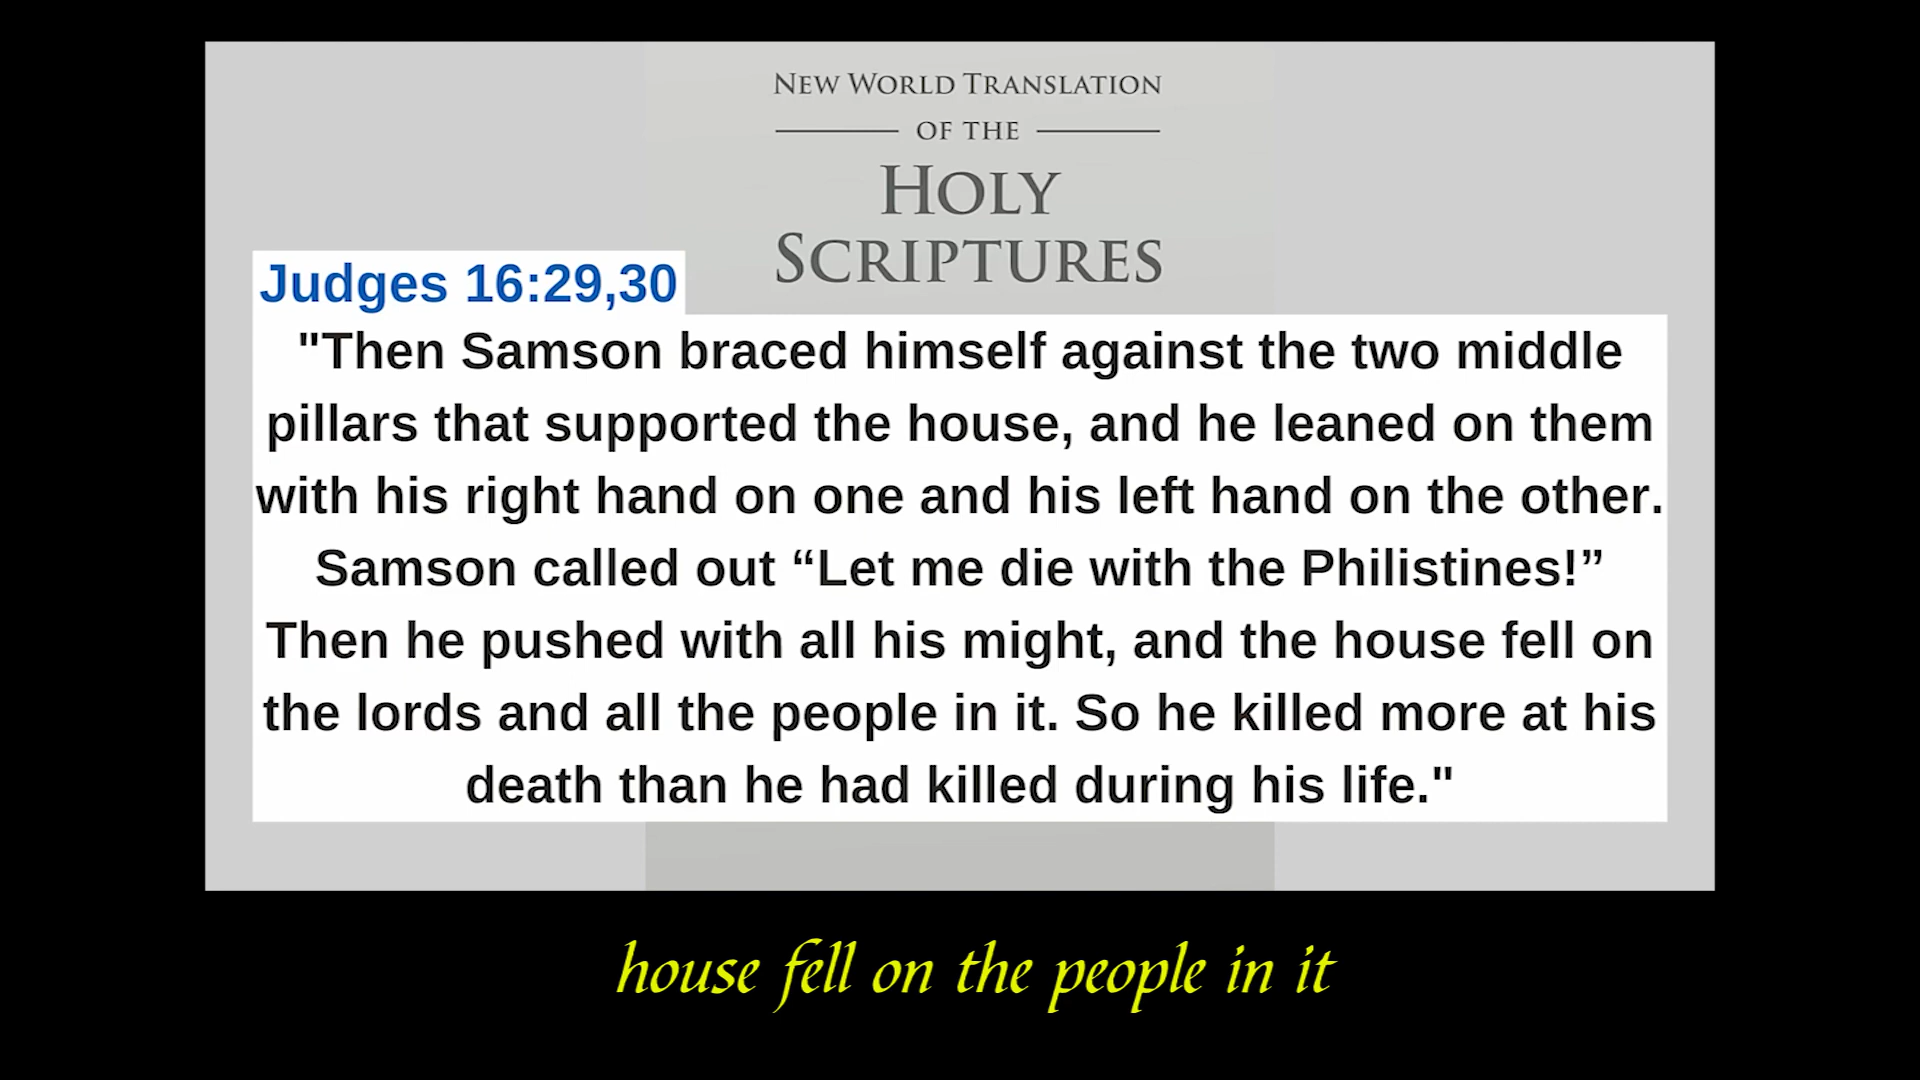 NEW WORLD TRANSLATION
OF THE
HOLY
SCRIPTURES
Judges 16:29,30
"Then Samson braced himself against the two middle
pillars that supported the house, and he leaned on them
with his right hand on one and his left hand on the other.
Samson called out “Let me die with the Philistines!”
Then he pushed with all his might, and the house fell on
the lords and all the people in it. So he killed more at his
death than he had killed during his life."
house fell on the people in it